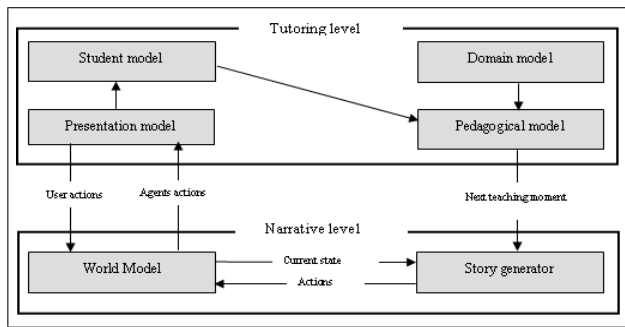 Tutoring level
Student model
Domain model
Presentation model
Pedagogical model
User actions
Agents actions
Next teaching moment
Narrative level
World Model
Current state
Actions
Story generator